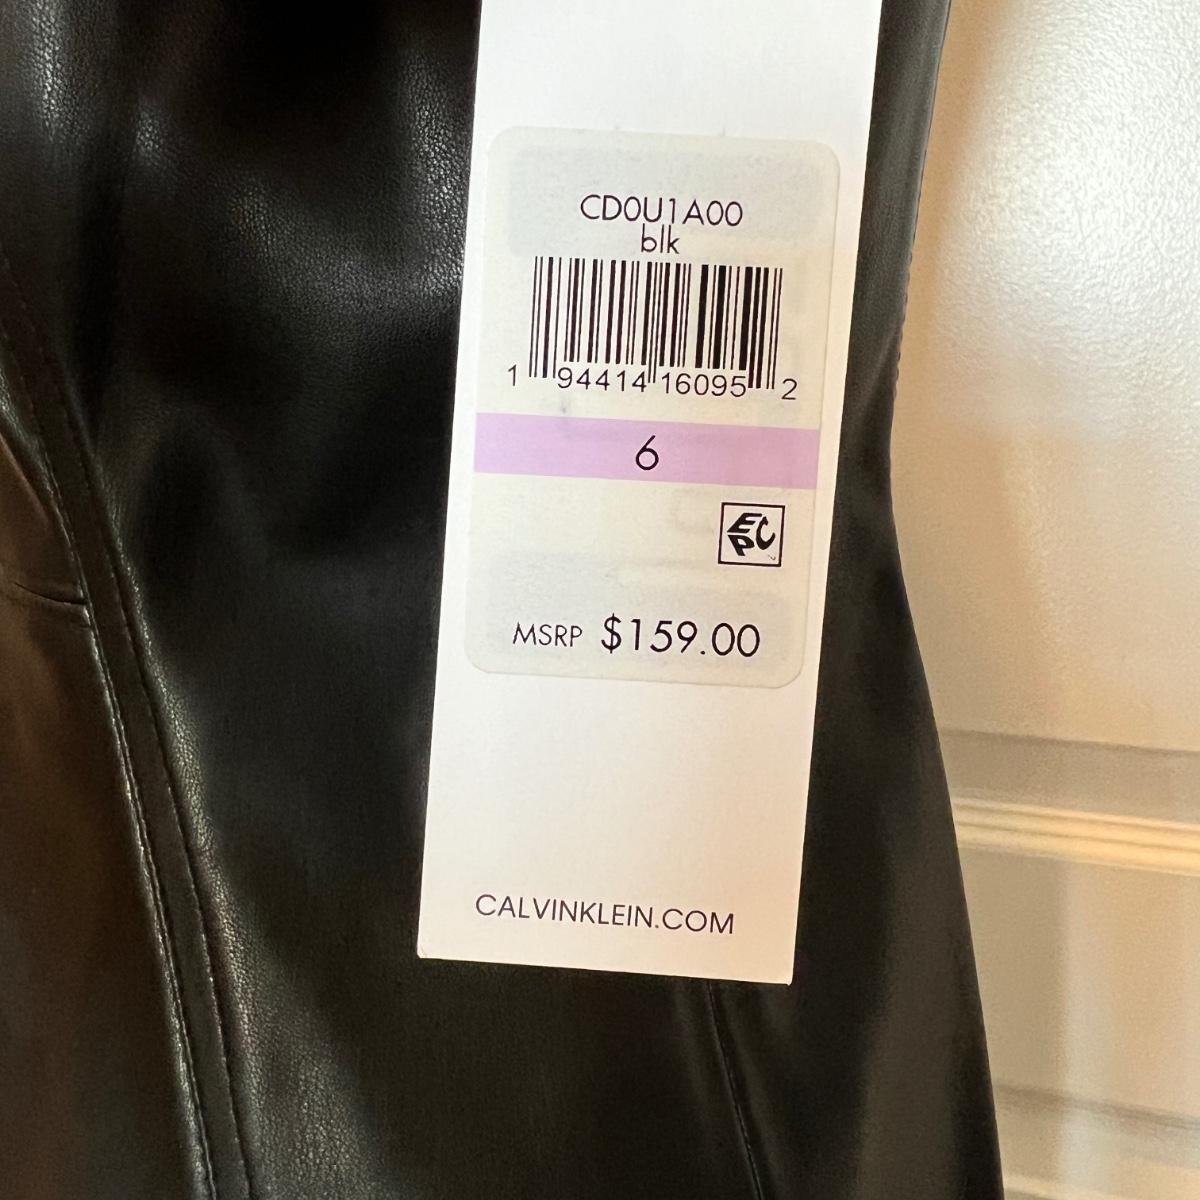 CD0U1A00
blk
1 94414 16095 2
6
EPC
MSRP $159.00
CALVINKLEIN.COM